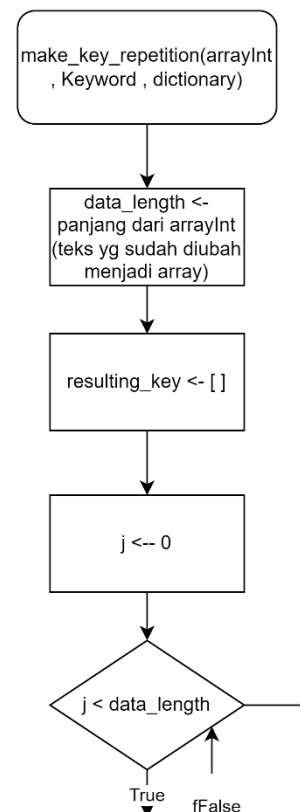 make_key_repetition(arrayInt
, Keyword , dictionary)
data_length <-
panjang dari arrayInt
(teks yg sudah diubah
menjadi array)
resulting_key <- [ ]
j <-- 0
j < data_length
True
fFalse